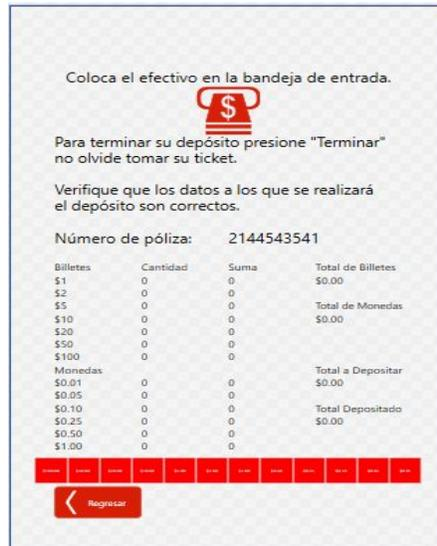 Coloca el efectivo en la bandeja de entrada.
$
Para terminar su depósito presione "Terminar"
no olvide tomar su ticket.
Verifique que los datos a los que se realizará
el depósito son correctos.
Número de póliza: 2144543541
Billetes Cantidad Suma Total de Billetes
$1 0 0 $0.00
$2 0 0
$5 0 0 Total de Monedas
$10 0 0 $0.00
$20 0 0
$50 0 0
$100 0 0
Monedas Total a Depositar
$0.01 0 0 $0.00
$0.05 0 0
$0.10 0 0 Total Depositado
$0.25 0 0 $0.00
$0.50 0 0
$1.00 0 0
Regresar